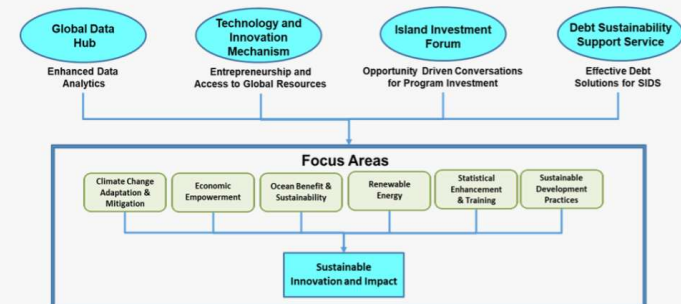 Global Data
Hub
Technology and
Innovation
Mechanism
Island Investment
Forum
Debt Sustainability
Support Service
Enhanced Data
Analytics
Entrepreneurship and
Access to Global Resources
Opportunity Driven Conversations
for Program Investment
Effective Debt
Solutions for SIDS
Focus Areas
Climate Change
Adaptation &
Mitigation
Economic
Empowerment
Ocean Benefit &
Sustainability
Renewable
Energy
Statistical
Enhancement
& Training
Sustainable
Development
Practices
Sustainable
Innovation and Impact